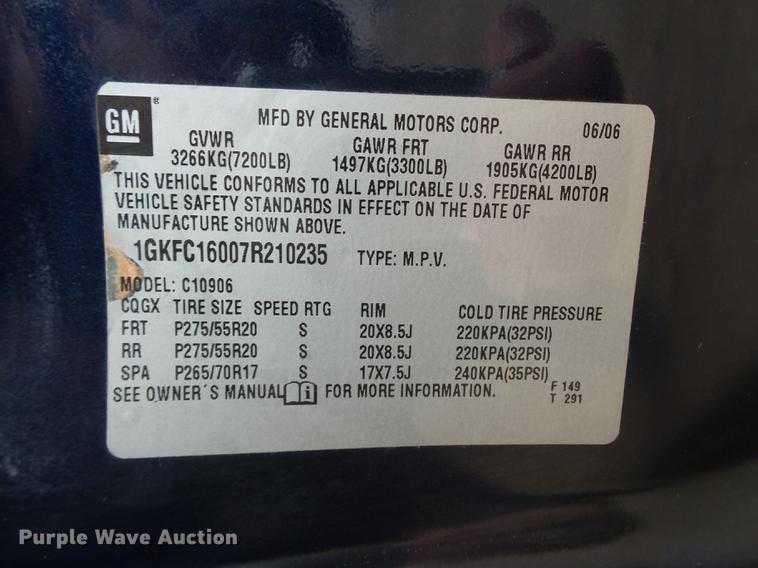 GM ®
MFD BY GENERAL MOTORS CORP. 06/06
GVWR GAWR FRT GAWR RR
3266KG(7200LB) 1497KG(3300LB) 1905KG(4200LB)
THIS VEHICLE CONFORMS TO ALL APPLICABLE U.S. FEDERAL MOTOR
VEHICLE SAFETY STANDARDS IN EFFECT ON THE DATE OF
MANUFACTURE SHOWN ABOVE.
1GKFC16007R210235 TYPE: M.P.V.
MODEL: C10906
CQGX TIRE SIZE SPEED RTG RIM COLD TIRE PRESSURE
FRT P275/55R20 S 20X8.5J 220KPA(32PSI)
RR P275/55R20 S 20X8.5J 220KPA(32PSI)
SPA P265/70R17 S 17X7.5J 240KPA(35PSI)
SEE OWNER´S MANUAL i FOR MORE INFORMATION.
F 149
T 291
Purple Wave Auction